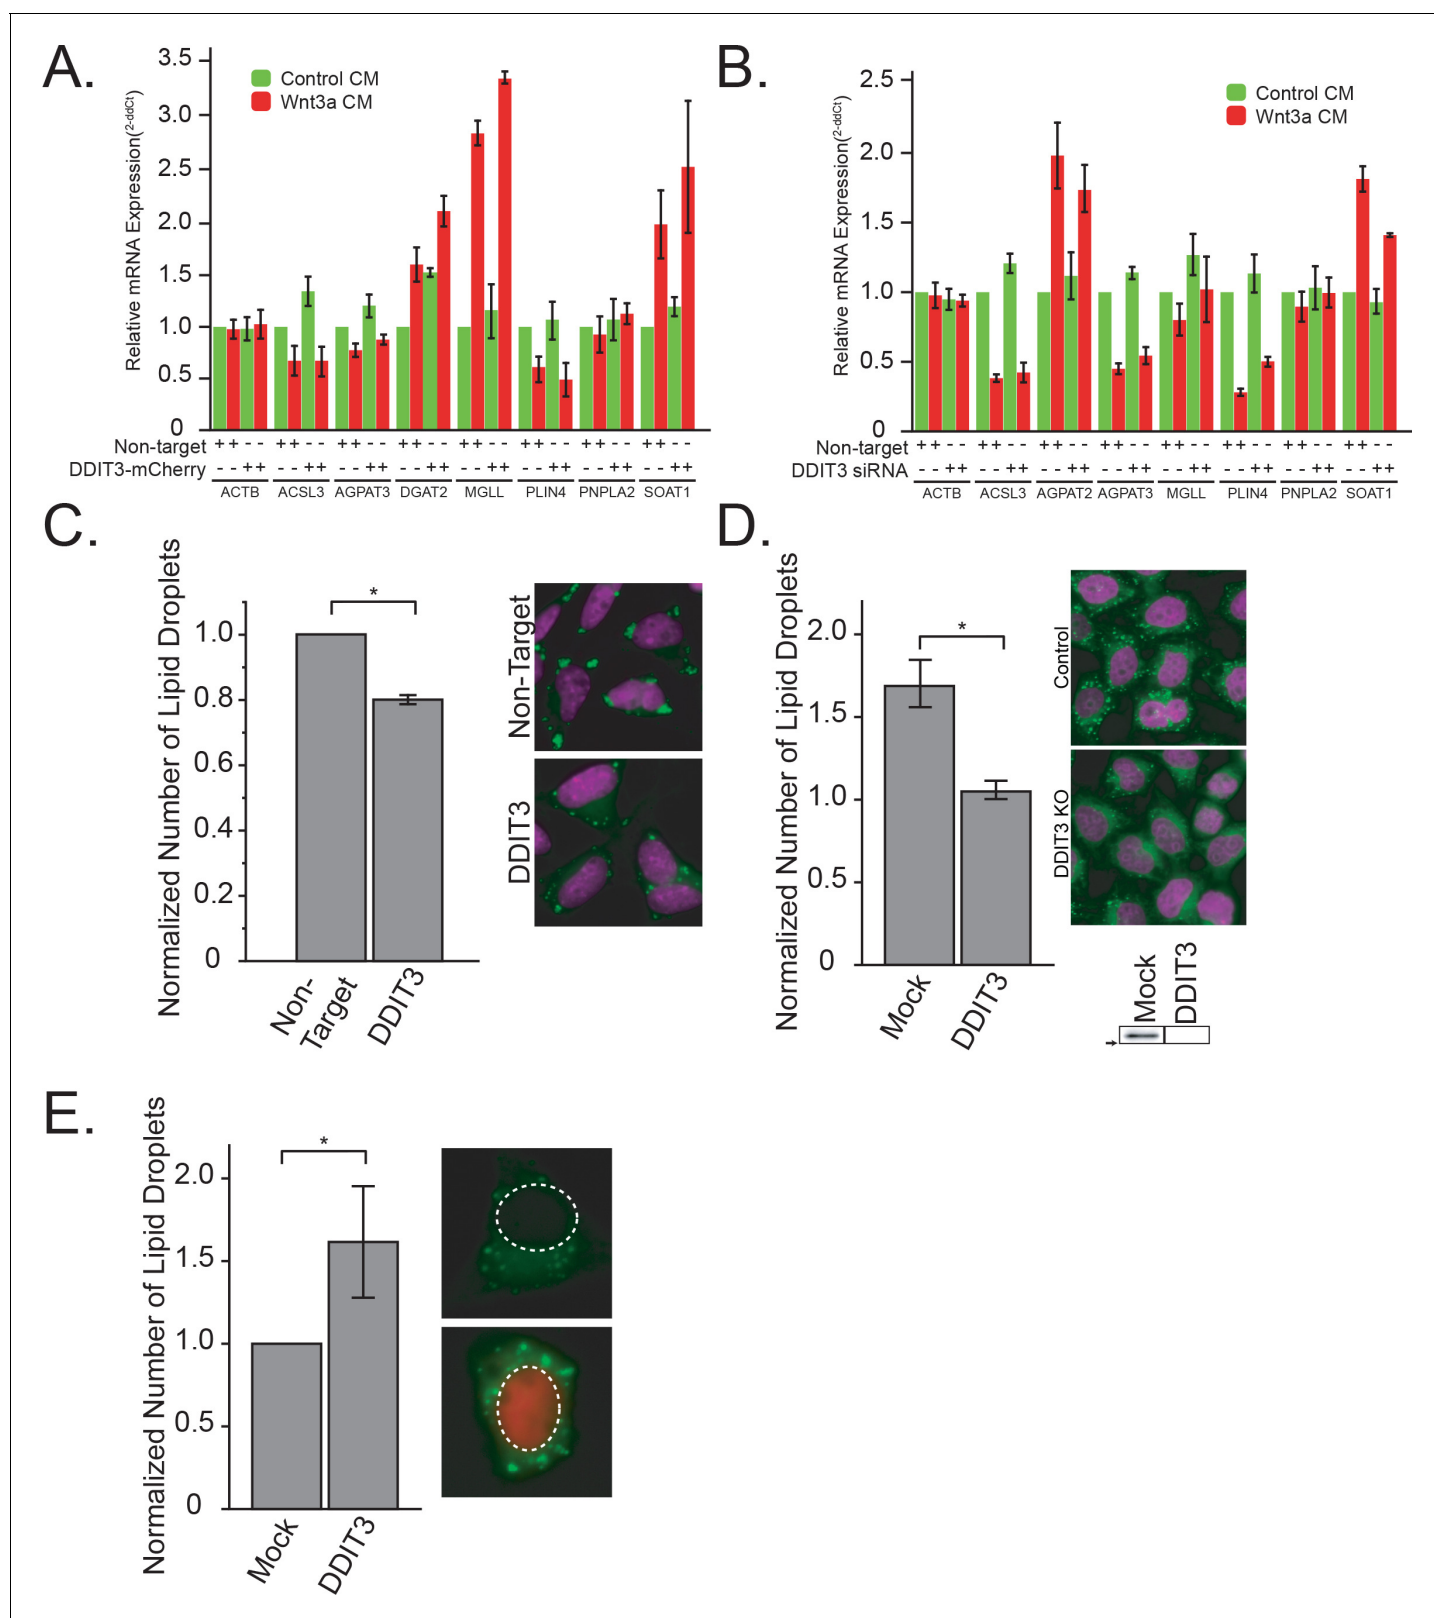 A.
Relative mRNA Expression(2-ddCt)
3.5
3.0
2.5
2.0
1.5
1.0
0.5
0
Control CM
Wnt3a CM
Non-target
++ -- ++ -- ++ -- ++ -- ++ -- ++ -- ++ -- ++ --
DDIT3-mCherry
-- ++ -- ++ -- ++ -- ++ -- ++ -- ++ -- ++ -- ++
ACTB ACSL3 AGPAT3 DGAT2 MGLL PLIN4 PNPLA2 SOAT1
B.
Relative mRNA Expression(2-ddCt)
2.5
2.0
1.5
1.0
0.5
0
Control CM
Wnt3a CM
Non-target
++ -- ++ -- ++ -- ++ -- ++ -- ++ -- ++ -- ++ --
DDIT3 siRNA
-- ++ -- ++ -- ++ -- ++ -- ++ -- ++ -- ++ -- ++
ACTB ACSL3 AGPAT2 AGPAT3 MGLL PLIN4 PNPLA2 SOAT1
C.
Normalized Number of Lipid Droplets
1.0
0.8
0.6
0.4
0.2
0
*
Non-
Target
DDIT3
Non-Target
DDIT3
D.
Normalized Number of Lipid Droplets
2.0
1.5
1.0
0.5
0
*
Mock
DDIT3
Control
DDIT3 KO
Mock
DDIT3
E.
Normalized Number of Lipid Droplets
2.0
1.5
1.0
0.5
0
*
Mock
DDIT3